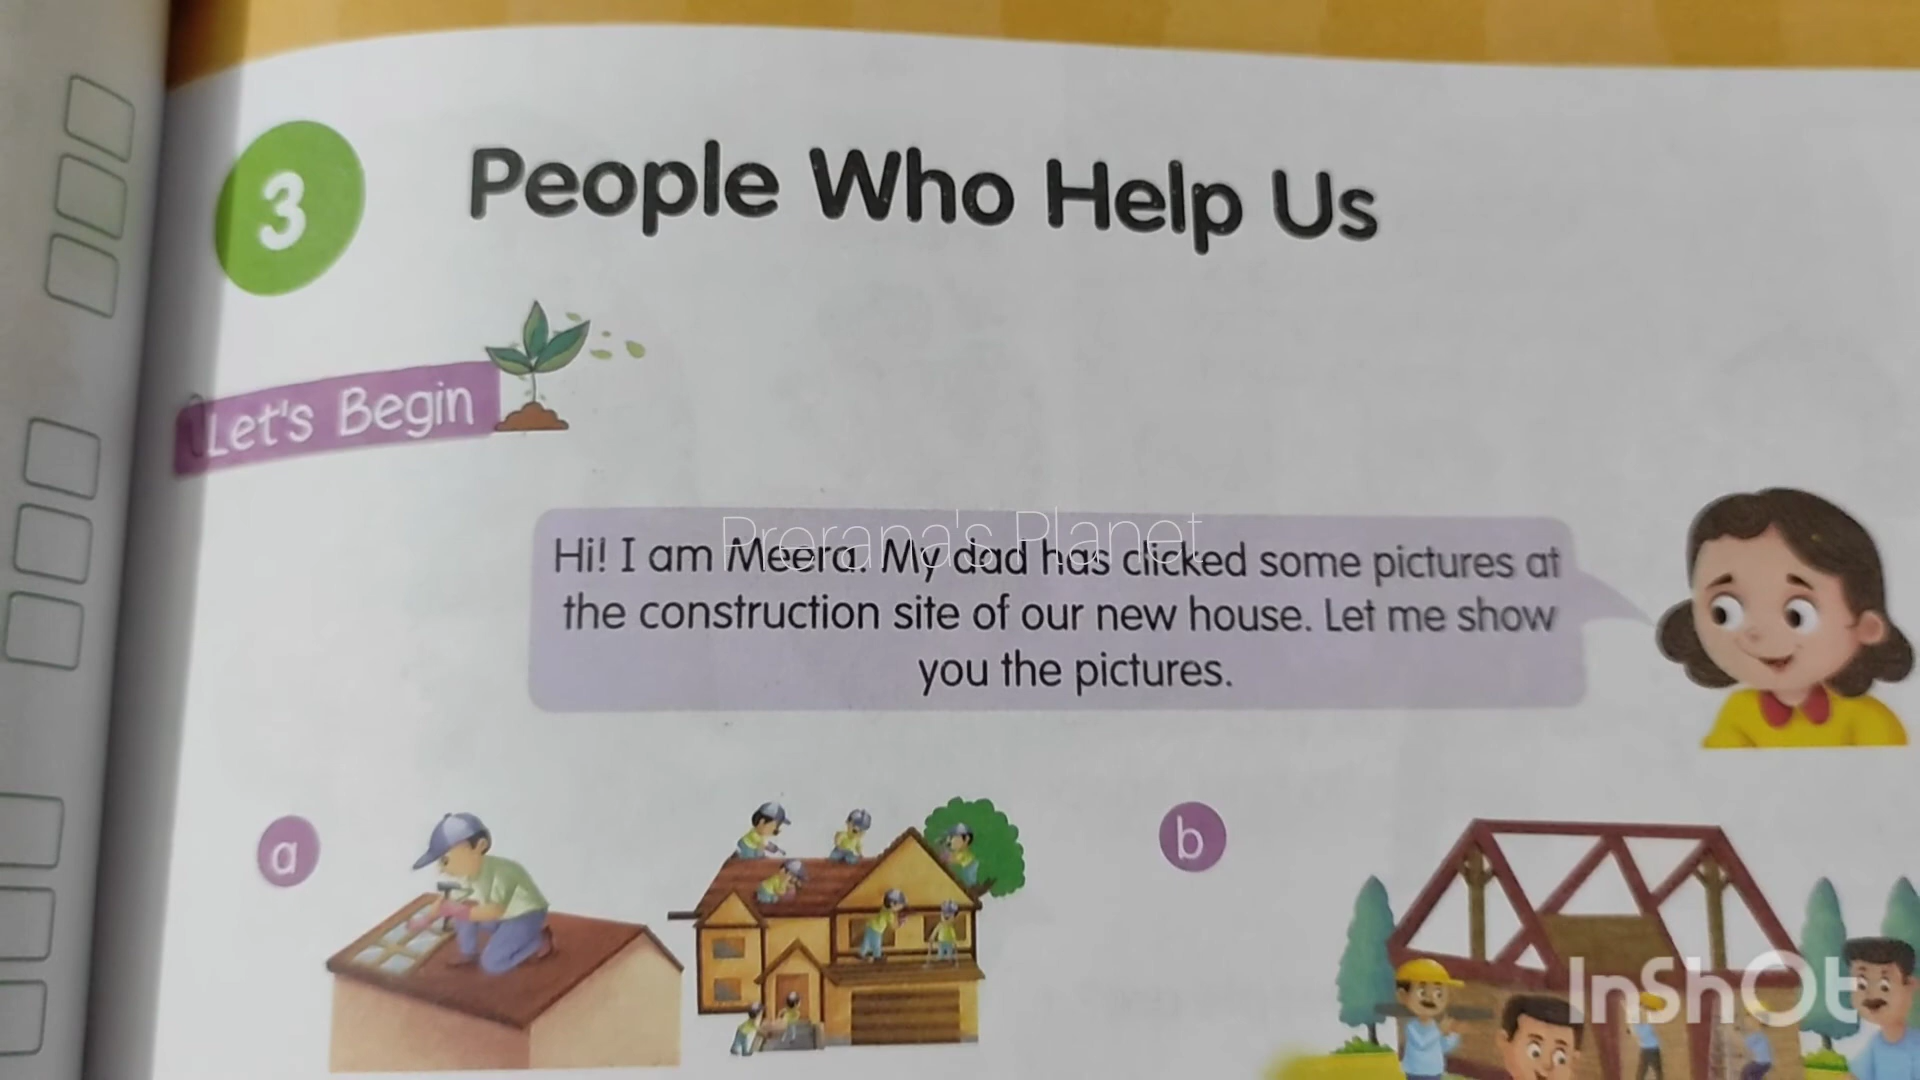 3
People Who Help Us
Let's Begin
Prerana's Planet
Hi! I am Meera. My dad has clicked some pictures at
the construction site of our new house. Let me show
you the pictures.
a
b
InShOt